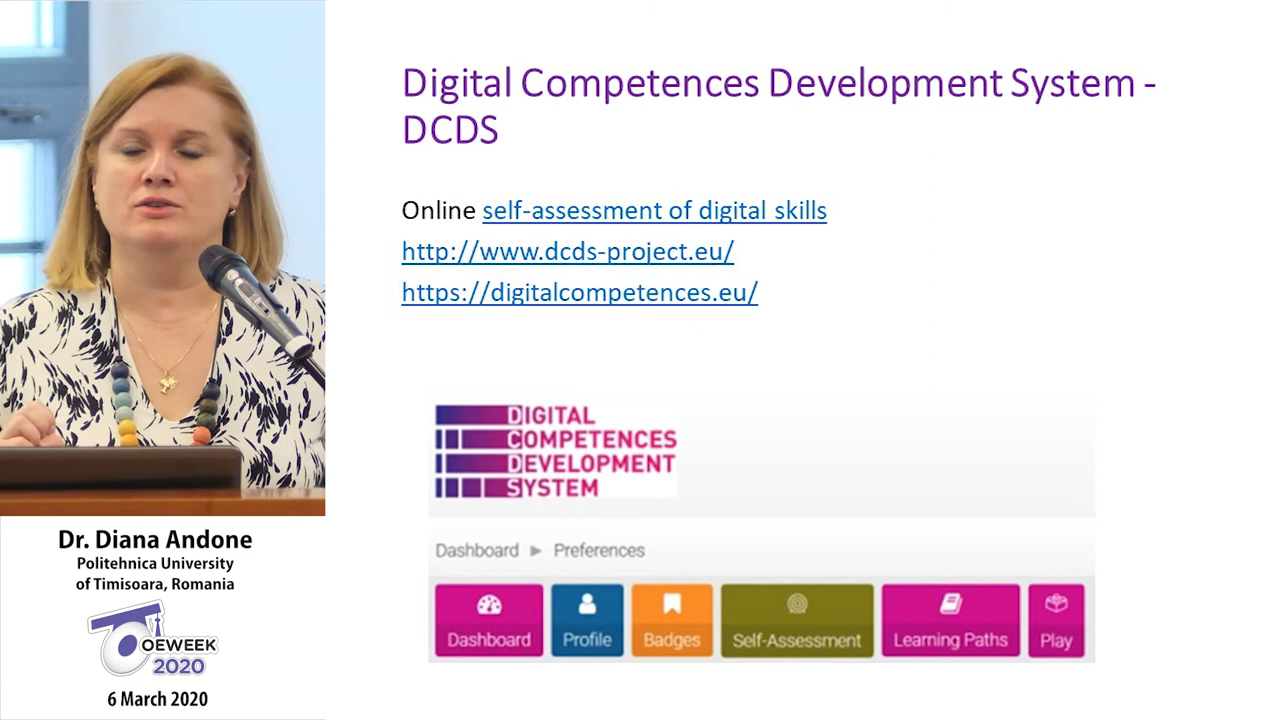 Digital Competences Development System -
DCDS
Online self-assessment of digital skills
http://www.dcds-project.eu/
https://digitalcompetences.eu/
DIGITAL
COMPETENCES
DEVELOPMENT
SYSTEM
Dashboard ► Preferences
Dashboard
Profile
Badges
Self-Assessment
Learning Paths
Play
Dr. Diana Andone
Politehnica University
of Timisoara, Romania
OEWEEK
2020
6 March 2020